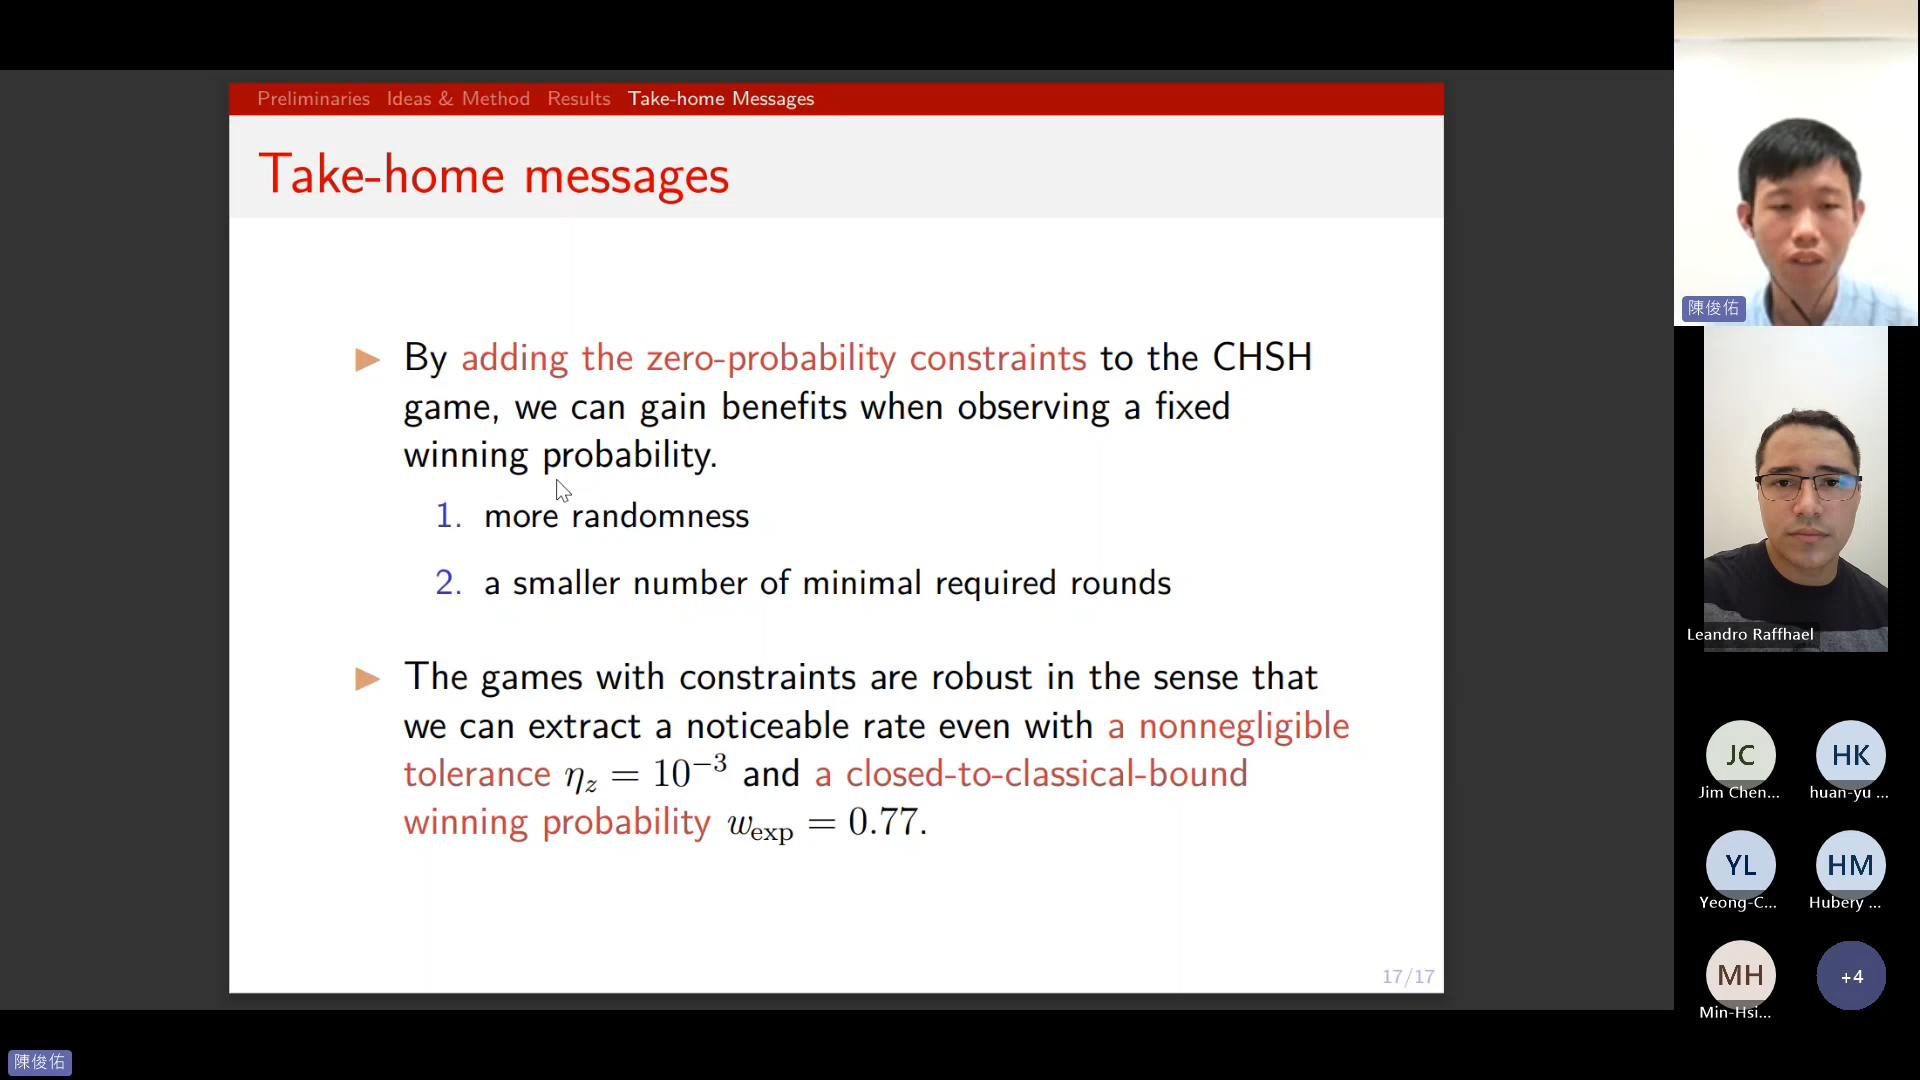 Preliminaries Ideas & Method Results Take-home Messages
Take-home messages
▶ By adding the zero-probability constraints to the CHSH
game, we can gain benefits when observing a fixed
winning probability.
1. more randomness
2. a smaller number of minimal required rounds
▶ The games with constraints are robust in the sense that
we can extract a noticeable rate even with a nonnegligible
tolerance η_z = 10⁻³ and a closed-to-classical-bound
winning probability w_exp = 0.77.
17/17
陳俊佑
Leandro Raffhael
JC
HK
Jim Chen...
huan-yu ...
YL
HM
Yeong-C...
Hubery ...
MH
+4
Min-Hsi...
陳俊佑